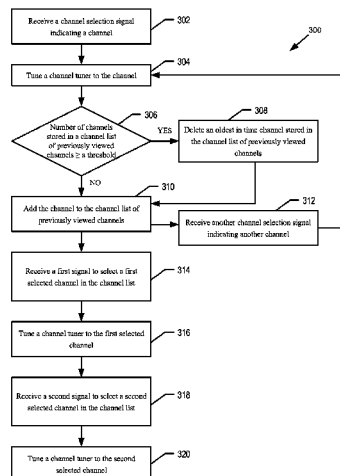 Receive a channel selection signal
indicating a channel
302
300
Tune a channel tuner to the channel
304
Number of channels
stored in a channel list
of previously viewed
channels ≥ a threshold
306
YES
308
Delete an oldest in time channel stored in
the channel list of previously viewed
channels
NO
310
Add the channel to the channel list of
previously viewed channels
312
Receive another channel selection signal
indicating another channel
Receive a first signal to select a first
selected channel in the channel list
314
Tune a channel tuner to the first selected
channel
316
Receive a second signal to select a second
selected channel in the channel list
318
Tune a channel tuner to the second
selected channel
320